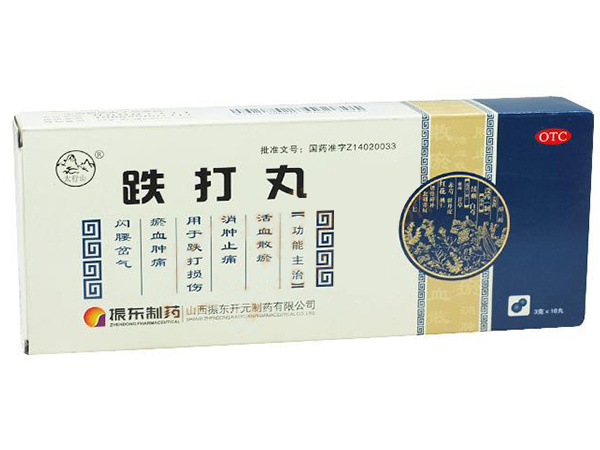 批准文号：国药准字Z14020033
OTC
太行山
®
跌打丸
【功能主治】
活血散瘀
消肿止痛
用于跌打损伤
瘀血肿痛
闪腰岔气
振东制药
ZHENDONG PHARMACEUTICAL
山西振东开元制药有限公司
3克×10丸